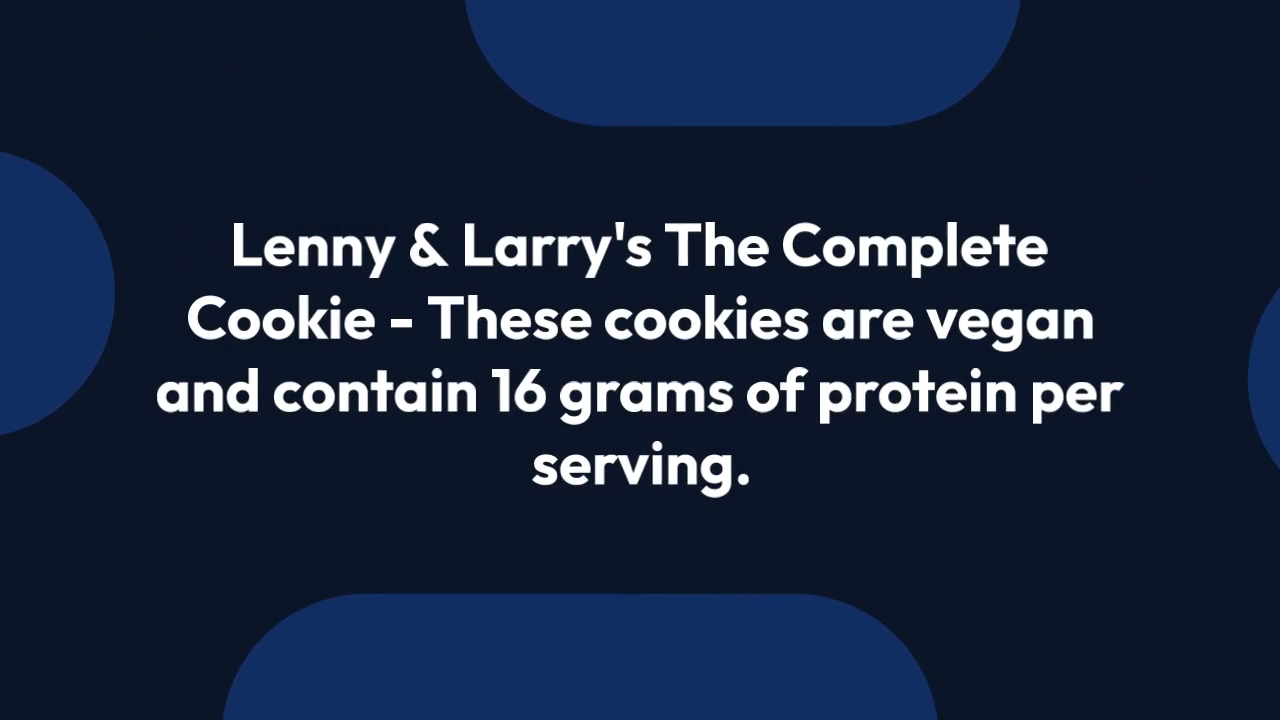 Lenny & Larry's The Complete
Cookie - These cookies are vegan
and contain 16 grams of protein per
serving.